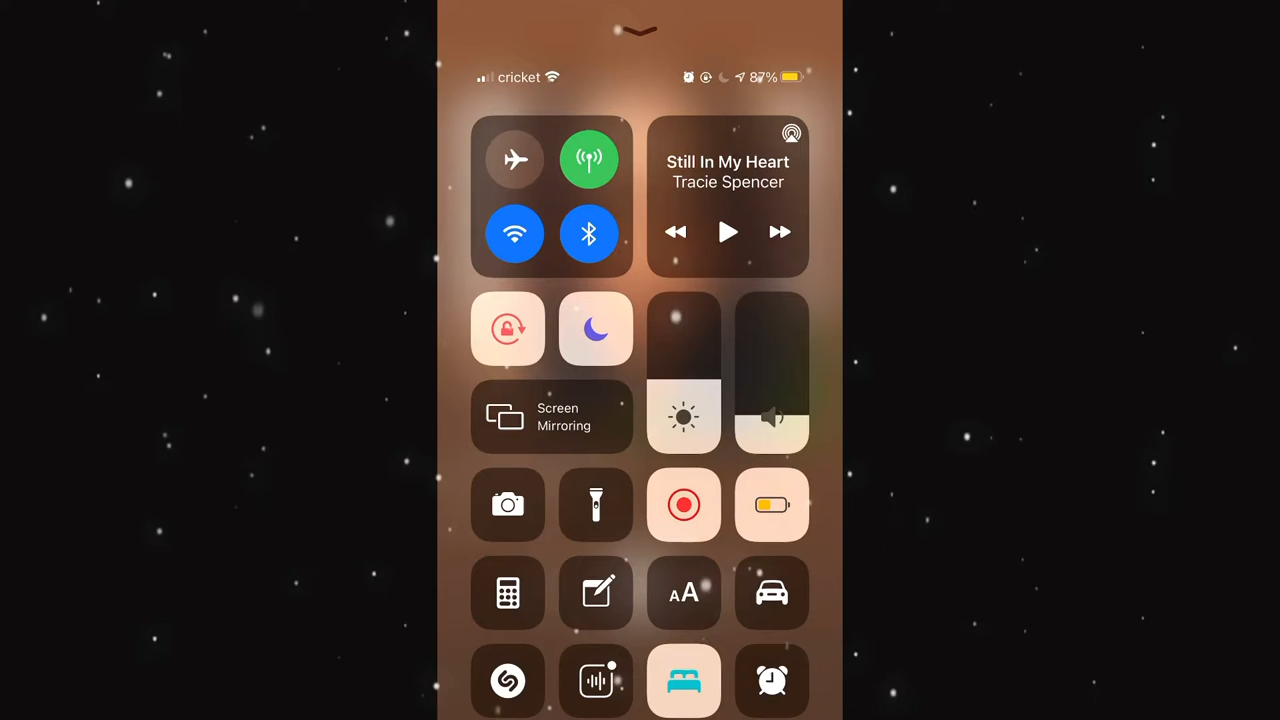 cricket
87%
Still In My Heart
Tracie Spencer
Screen
Mirroring
AA